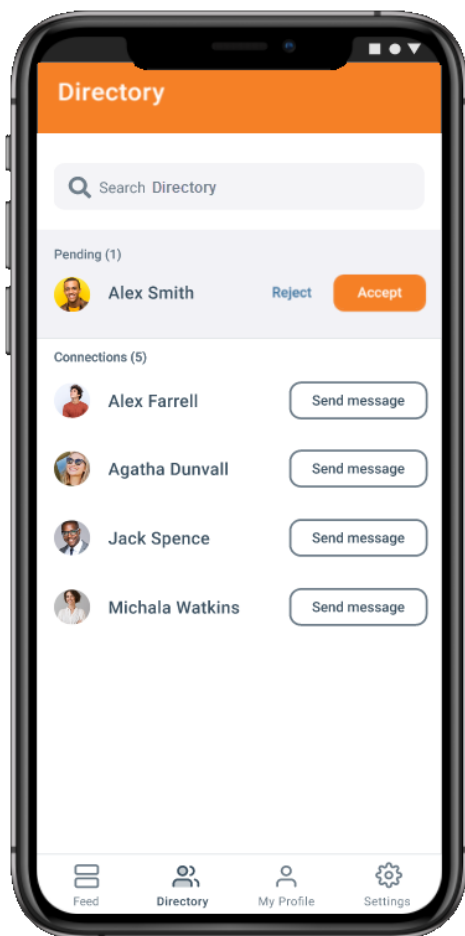 Directory
Search Directory
Pending (1)
Alex Smith Reject Accept
Connections (5)
Alex Farrell Send message
Agatha Dunvall Send message
Jack Spence Send message
Michala Watkins Send message
Feed Directory My Profile Settings